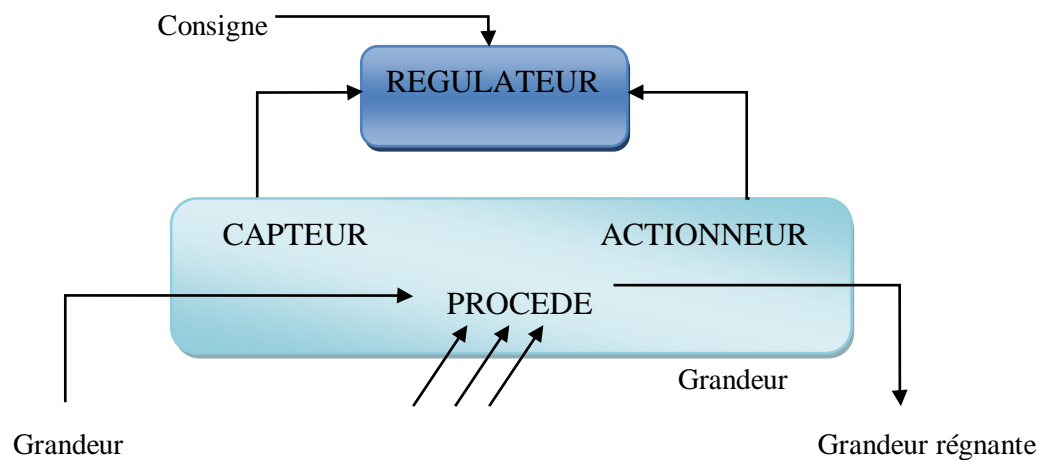 Consigne
REGULATEUR
CAPTEUR ACTIONNEUR
PROCEDE
Grandeur
Grandeur Grandeur régnante